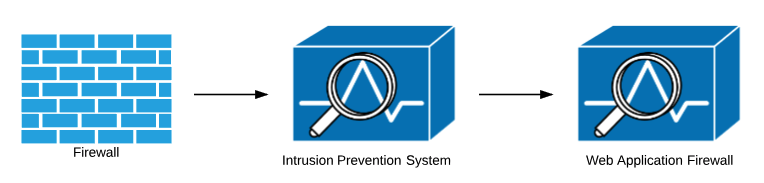 Firewall
Intrusion Prevention System
Web Application Firewall